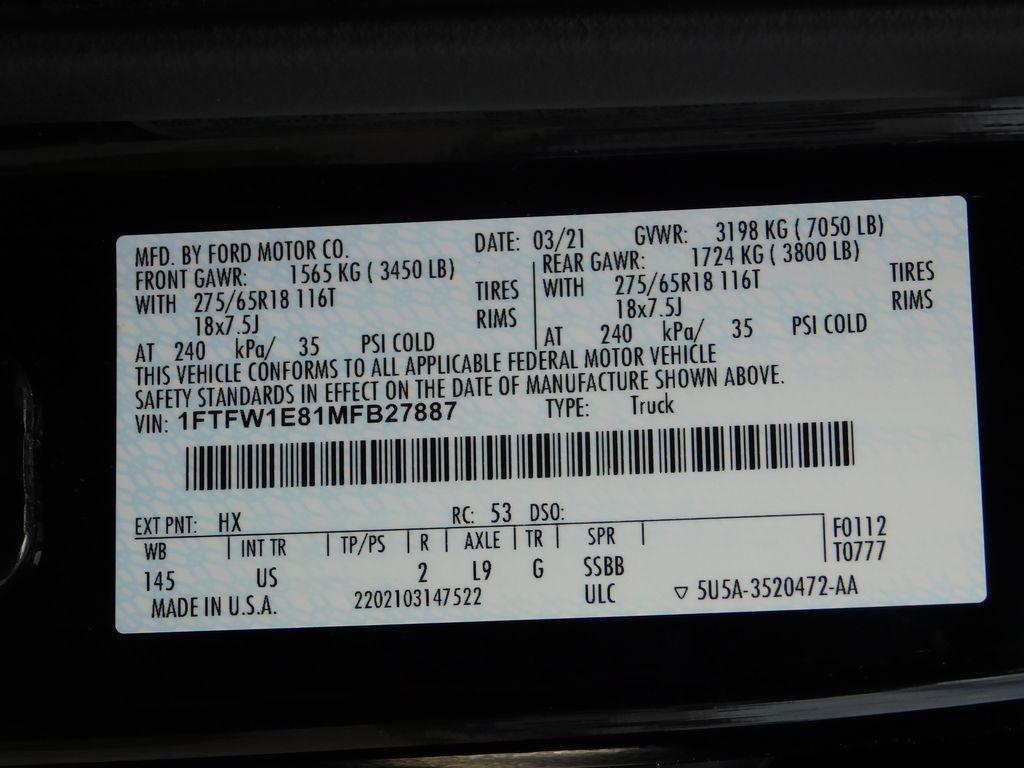 MFD. BY FORD MOTOR CO. DATE: 03/21 GVWR: 3198 KG ( 7050 LB)
FRONT GAWR: 1565 KG ( 3450 LB) REAR GAWR: 1724 KG ( 3800 LB)
WITH 275/65R18 116T TIRES WITH 275/65R18 116T TIRES
18x7.5J RIMS 18x7.5J RIMS
AT 240 kPa/ 35 PSI COLD AT 240 kPa/ 35 PSI COLD
THIS VEHICLE CONFORMS TO ALL APPLICABLE FEDERAL MOTOR VEHICLE
SAFETY STANDARDS IN EFFECT ON THE DATE OF MANUFACTURE SHOWN ABOVE.
VIN: 1FTFW1E81MFB27887 TYPE: Truck
EXT PNT: HX RC: 53 DSO:
WB INT TR TP/PS R AXLE TR SPR F0112
T0777
145 US 2 L9 G SSBB
MADE IN U.S.A. 2202103147522 ULC ▽ 5U5A-3520472-AA